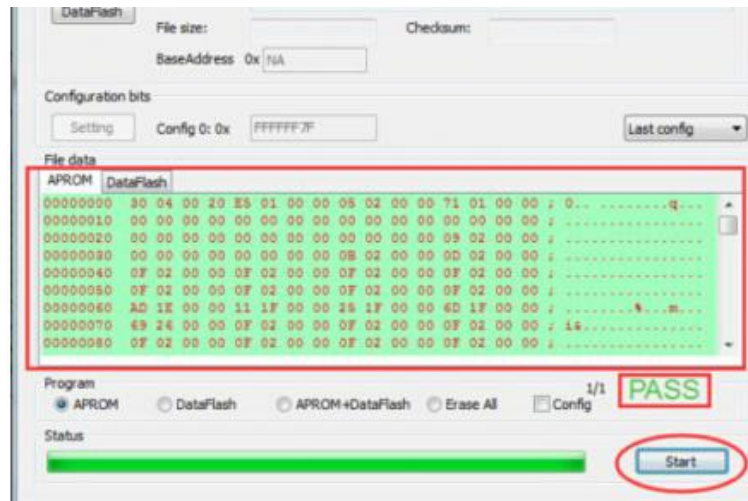 DataFlash
File size:
Checksum:
BaseAddress 0x NA
Configuration bits
Setting Config 0: 0x FFFFFF7F Last config
File data
APROM DataFlash
00000000 30 04 00 20 E5 01 00 00 05 02 00 00 71 01 00 00 ; 0.. .........q...
00000010 00 00 00 00 00 00 00 00 00 00 00 00 00 00 00 00 ; ................
00000020 00 00 00 00 00 00 00 00 00 00 00 00 09 02 00 00 ; ................
00000030 00 00 00 00 00 00 00 00 0B 02 00 00 0D 02 00 00 ; ................
00000040 0F 02 00 00 0F 02 00 00 0F 02 00 00 0F 02 00 00 ; ................
00000050 0F 02 00 00 0F 02 00 00 0F 02 00 00 0F 02 00 00 ; ................
00000060 AD 1E 00 00 11 1F 00 00 25 1F 00 00 6D 1F 00 00 ; ........%...m...
00000070 69 26 00 00 0F 02 00 00 0F 02 00 00 0F 02 00 00 ; i&..............
00000080 0F 02 00 00 0F 02 00 00 0F 02 00 00 0F 02 00 00 ; ................
Program
1/1 PASS
APROM DataFlash APROM+DataFlash Erase All Config
Status
Start